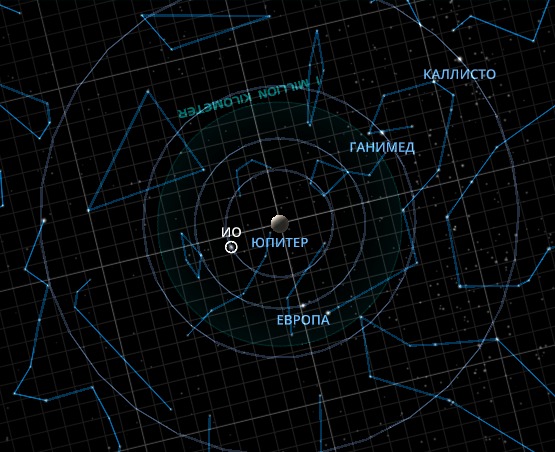 КАЛЛИСТО
1 MILLION KILOMETER
ГАНИМЕД
ИО
ЮПИТЕР
ЕВРОПА